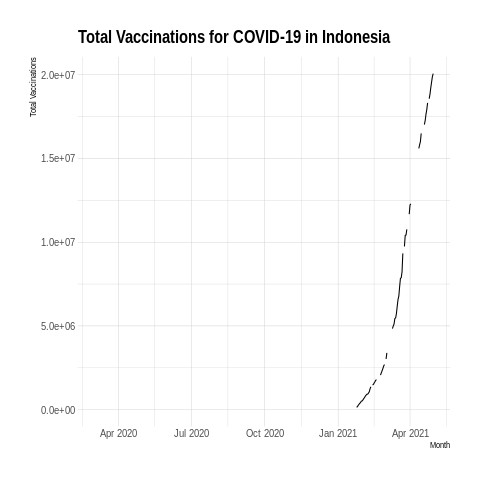 Total Vaccinations for COVID-19 in Indonesia
Total Vaccinations
2.0e+07
1.5e+07
1.0e+07
5.0e+06
0.0e+00
Apr 2020 Jul 2020 Oct 2020 Jan 2021 Apr 2021
Month